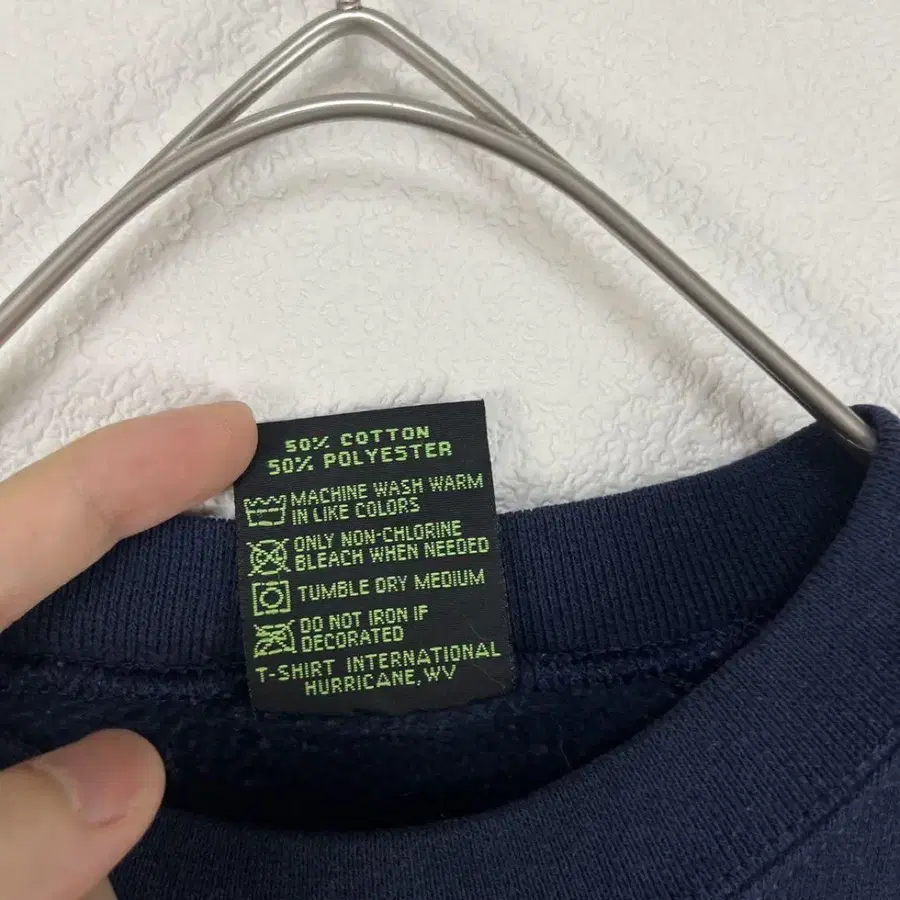 50% COTTON
50% POLYESTER
MACHINE WASH WARM
IN LIKE COLORS
ONLY NON-CHLORINE
BLEACH WHEN NEEDED
TUMBLE DRY MEDIUM
DO NOT IRON IF
DECORATED
T-SHIRT INTERNATIONAL
HURRICANE, WV